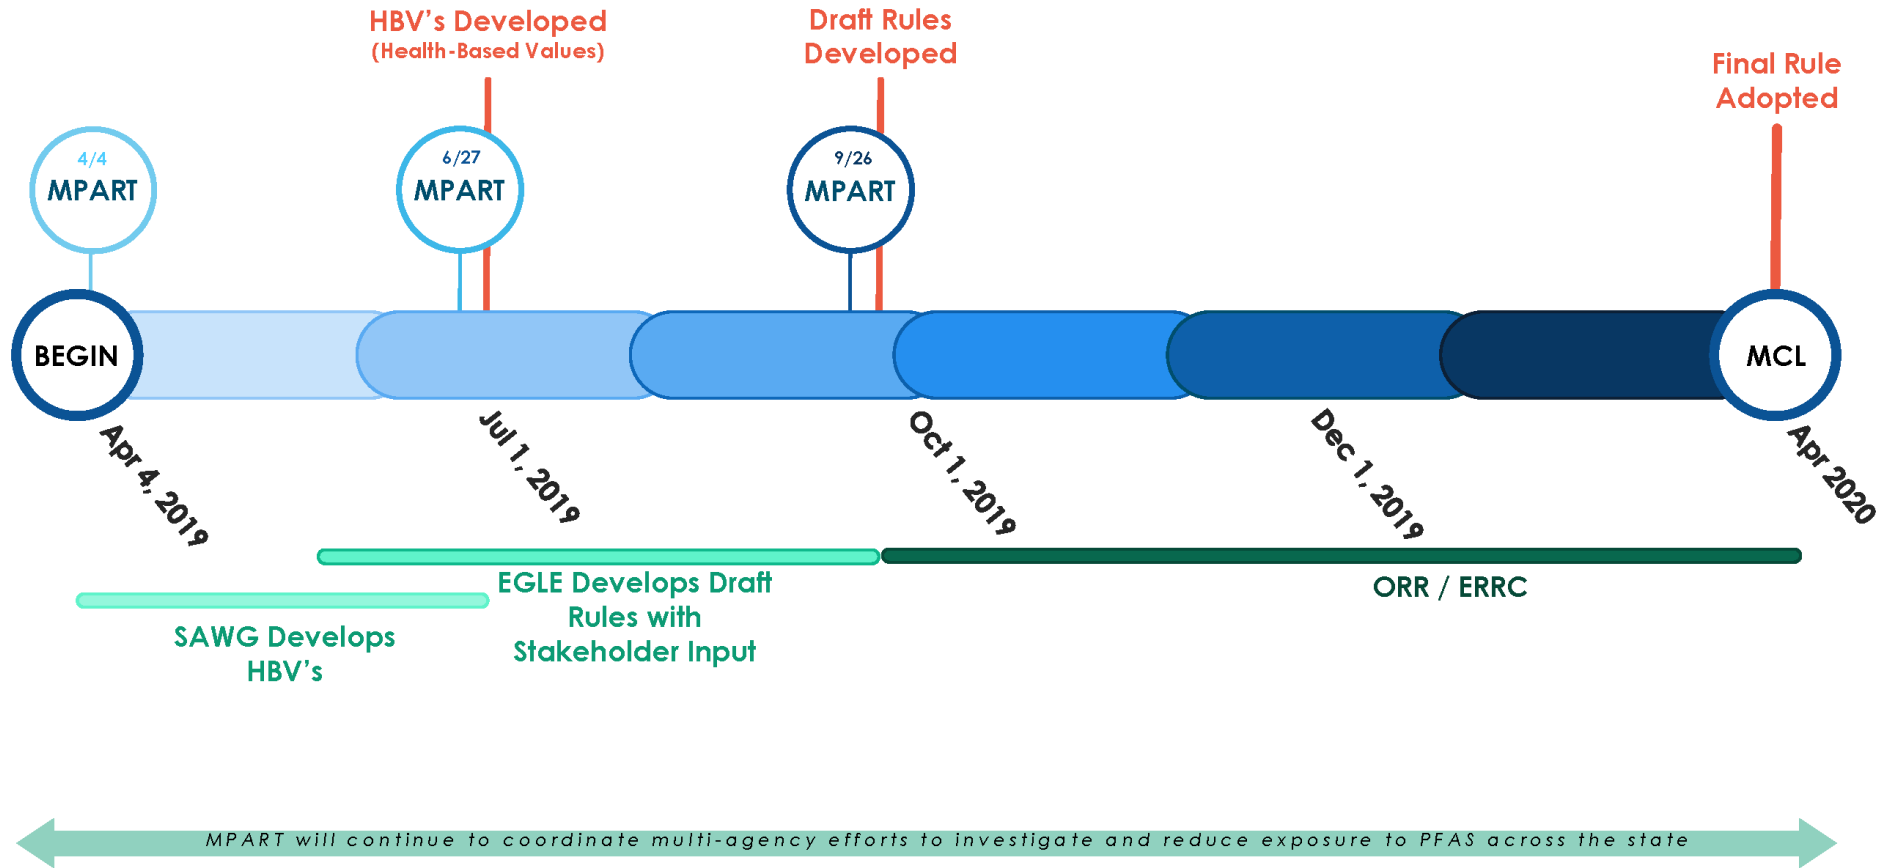 HBV's Developed
(Health-Based Values)
Draft Rules
Developed
Final Rule
Adopted
4/4
MPART
6/27
MPART
9/26
MPART
BEGIN
MCL
Apr 4, 2019
Jul 1, 2019
Oct 1, 2019
Dec 1, 2019
Apr 2020
EGLE Develops Draft
Rules with
Stakeholder Input
ORR / ERRC
SAWG Develops
HBV's
MPART will continue to coordinate multi-agency efforts to investigate and reduce exposure to PFAS across the state